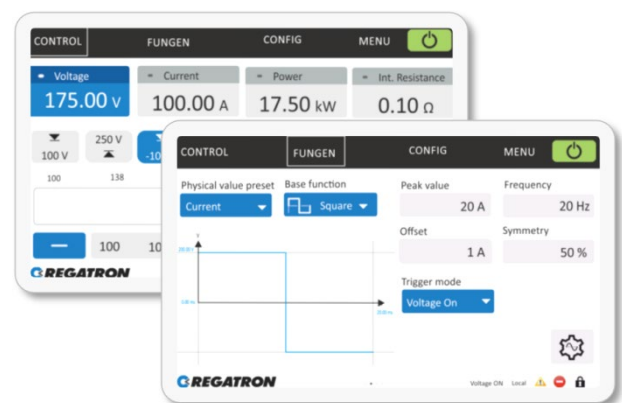 CONTROL FUNGEN CONFIG MENU
Voltage Current Power Int. Resistance
175.00 V 100.00 A 17.50 kW 0.10 Ω
100 V 250 V -10
100 138
100 10
REGATRON
CONTROL FUNGEN CONFIG MENU
Physical value preset Base function Peak value Frequency
Current Square 20 A 20 Hz
Offset Symmetry
1 A 50 %
Trigger mode
Voltage On
REGATRON
Voltage ON Local